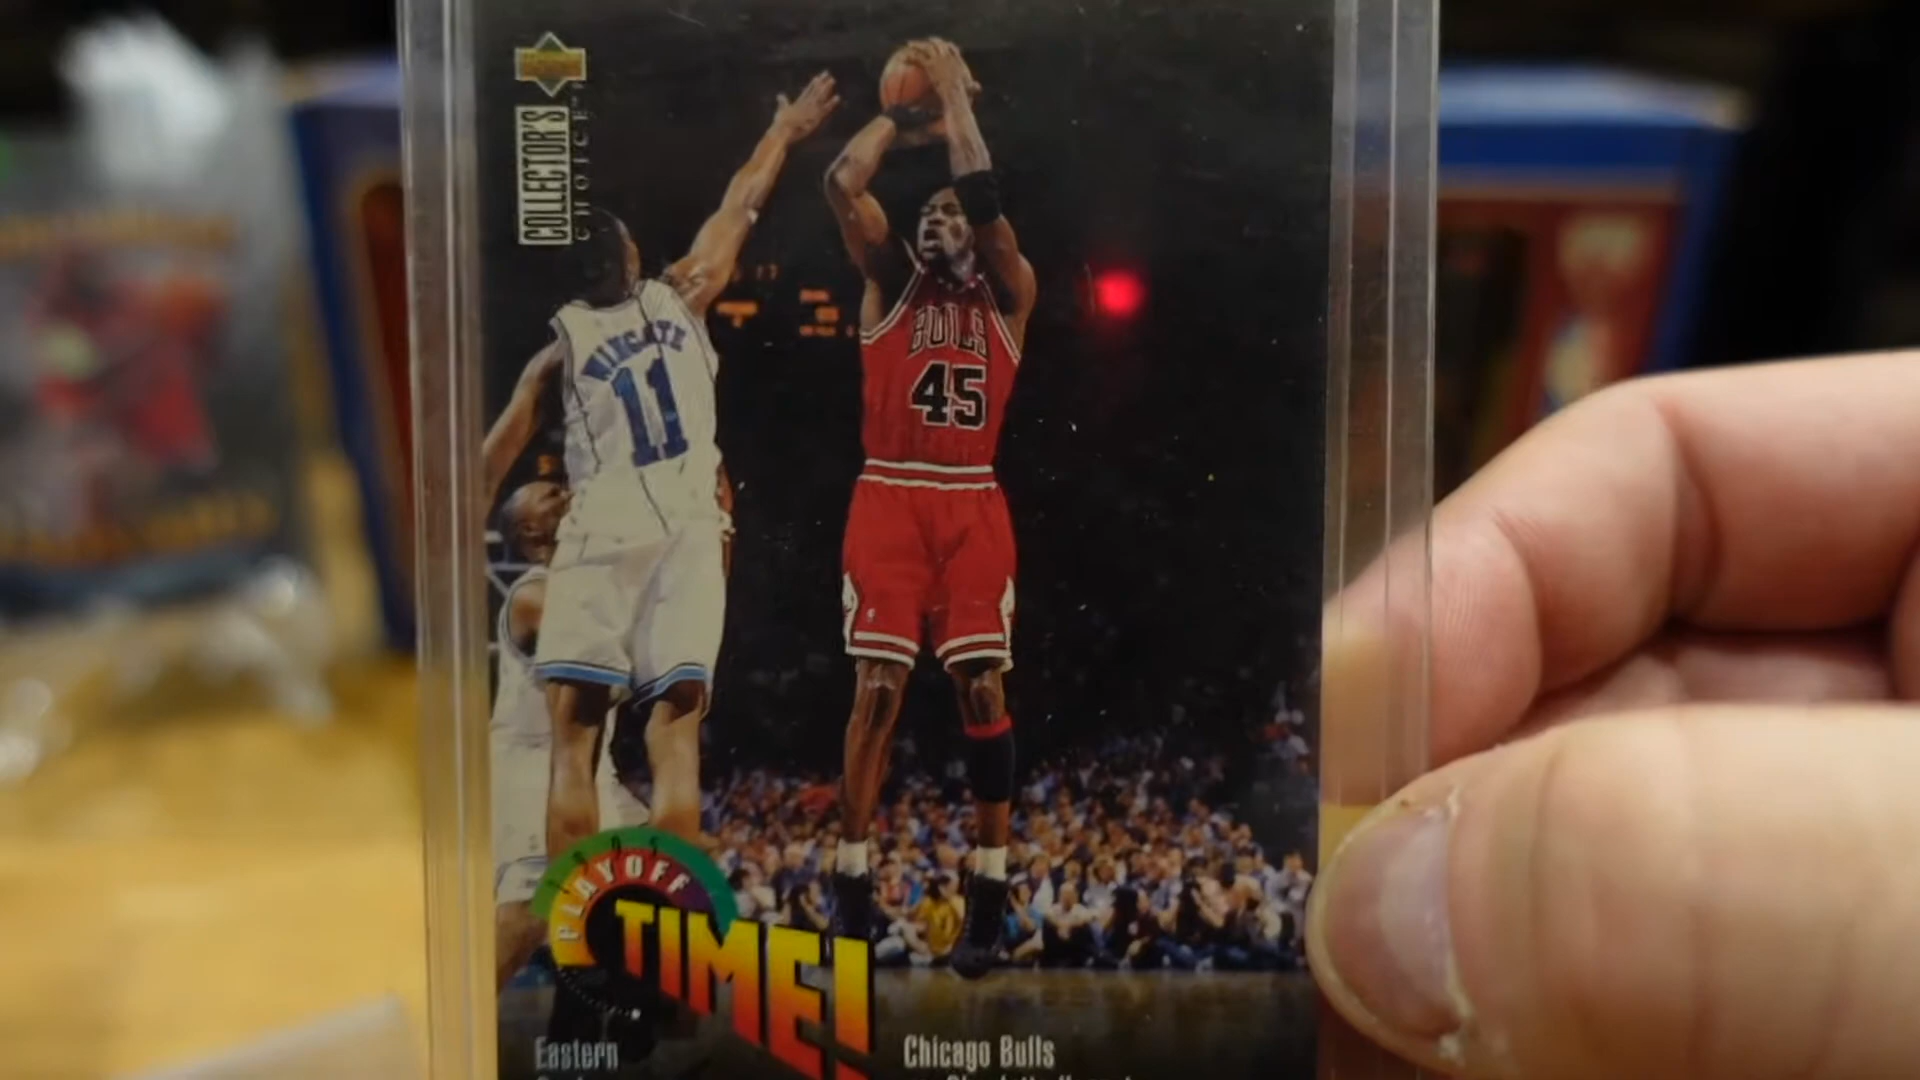 COLLECTOR'S
CHOICE
WINGATE
11
BULLS
45
PLAYOFF
TIME!
Eastern
Chicago Bulls